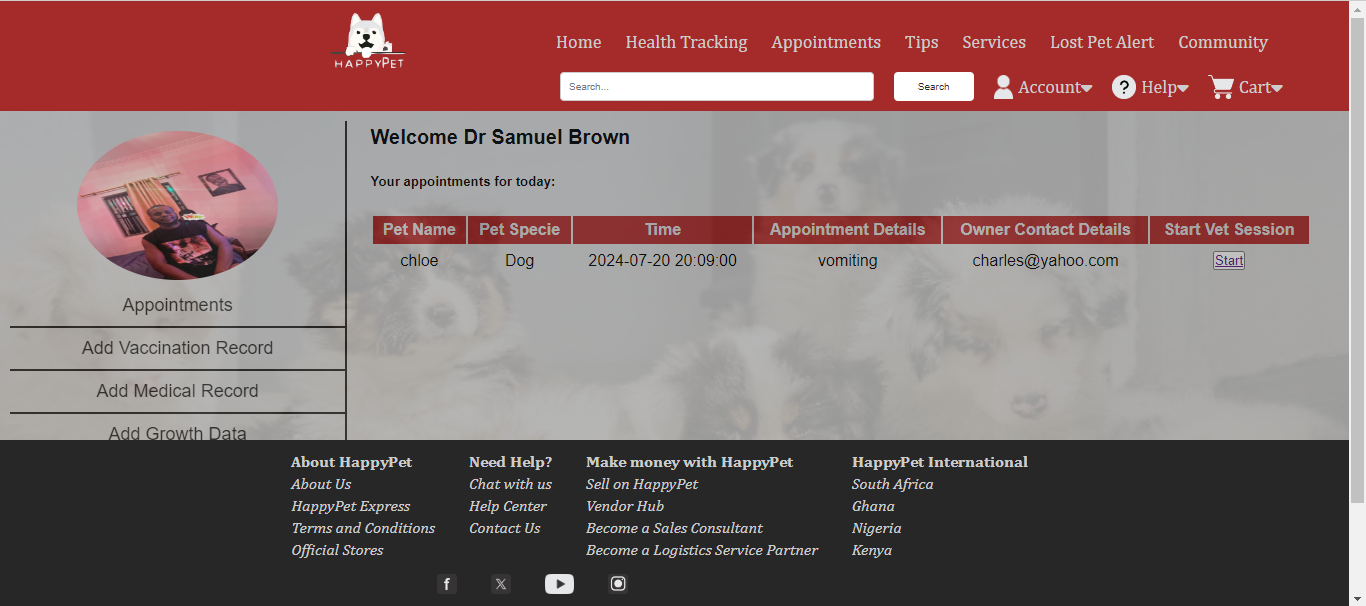 HAPPYPET
Home Health Tracking Appointments Tips Services Lost Pet Alert Community
Search... Search Account ? Help Cart
Welcome Dr Samuel Brown
Your appointments for today:
Pet Name Pet Specie Time Appointment Details Owner Contact Details Start Vet Session
chloe Dog 2024-07-20 20:09:00 vomiting charles@yahoo.com Start
Appointments
Add Vaccination Record
Add Medical Record
Add Growth Data
About HappyPet Need Help? Make money with HappyPet HappyPet International
About Us Chat with us Sell on HappyPet South Africa
HappyPet Express Help Center Vendor Hub Ghana
Terms and Conditions Contact Us Become a Sales Consultant Nigeria
Official Stores Become a Logistics Service Partner Kenya